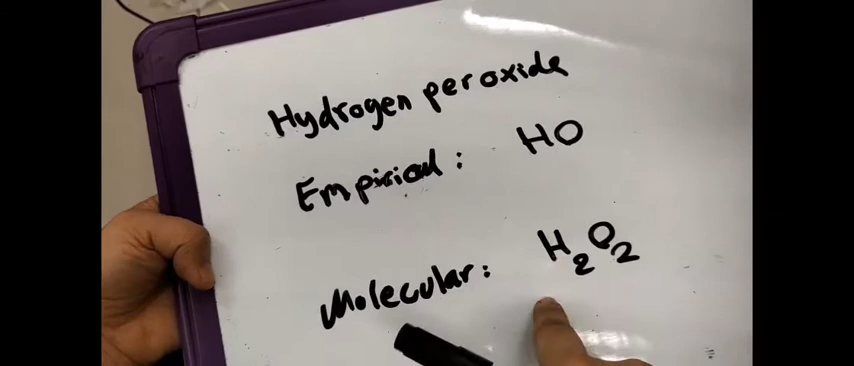 Hydrogen peroxide
Empirical: HO
Molecular: H₂O₂